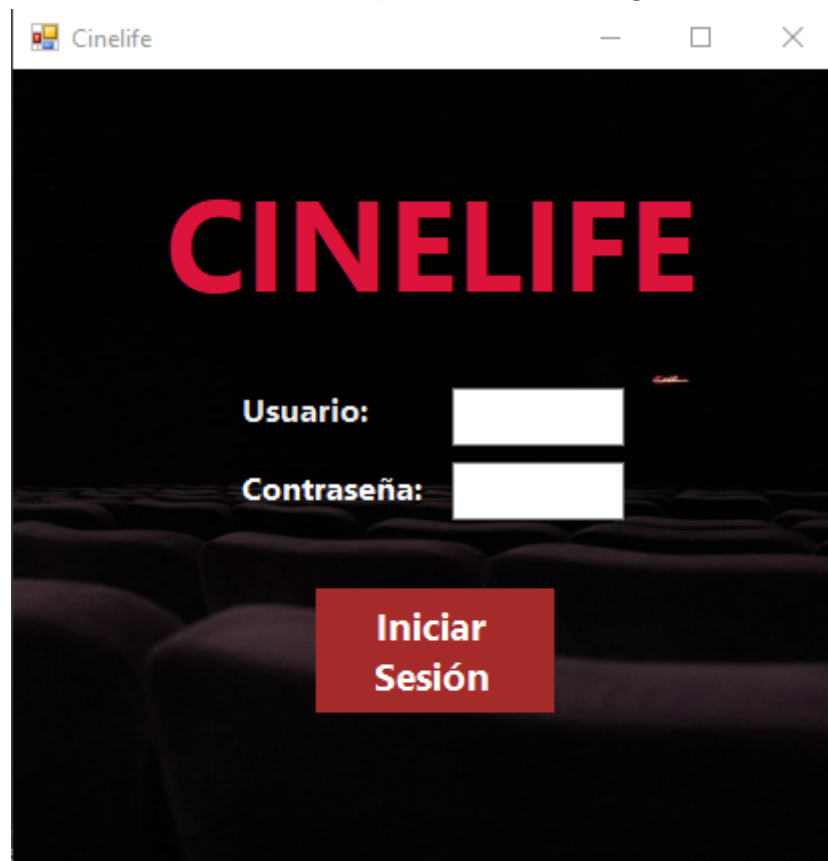 Cinelife
CINELIFE
Usuario:
Contraseña:
Iniciar
Sesión